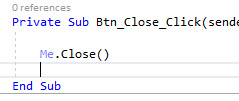 0 references
Private Sub Btn_Close_Click(sende
Me.Close()
End Sub